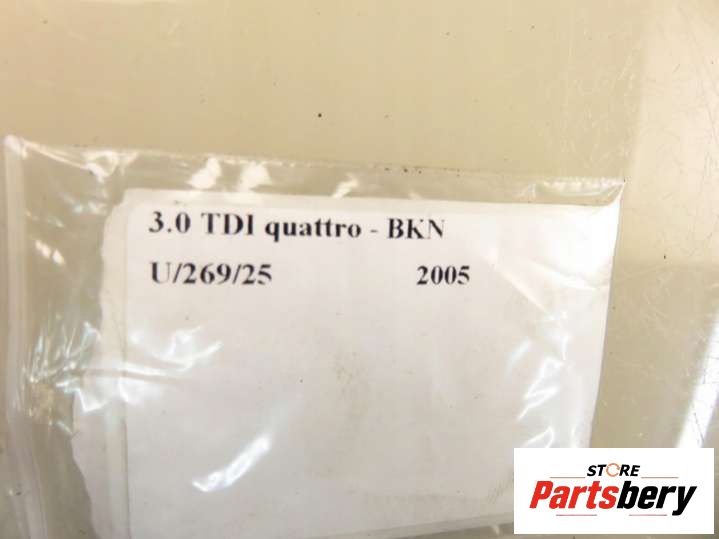 3.0 TDI quattro - BKN
U/269/25 2005
STORE
Partsbery